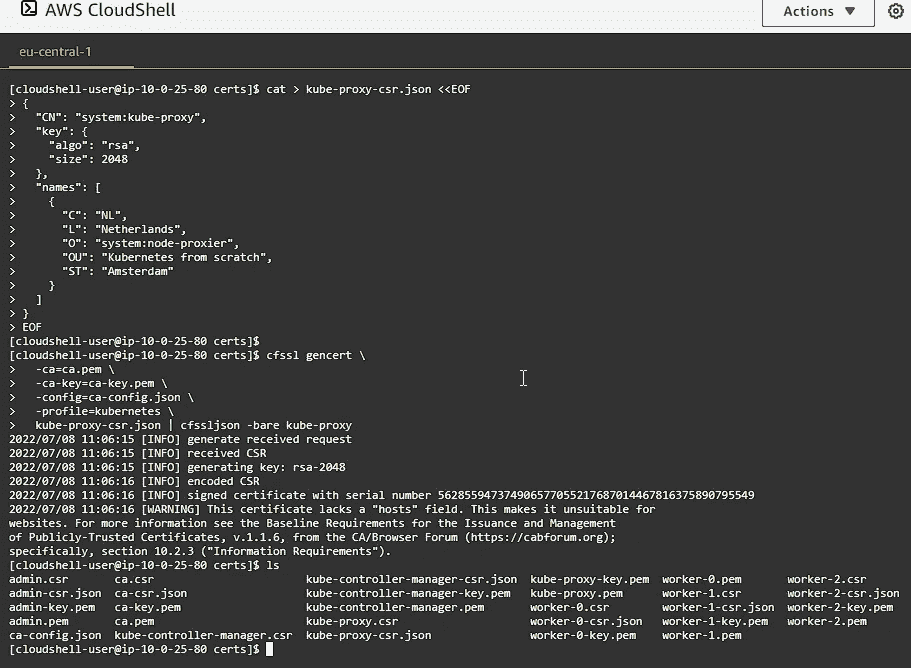 AWS CloudShell
Actions ▼
eu-central-1
[cloudshell-user@ip-10-0-25-80 certs]$ cat > kube-proxy-csr.json <<EOF
> {
>   "CN": "system:kube-proxy",
>   "key": {
>     "algo": "rsa",
>     "size": 2048
>   },
>   "names": [
>     {
>       "C": "NL",
>       "L": "Netherlands",
>       "O": "system:node-proxier",
>       "OU": "Kubernetes from scratch",
>       "ST": "Amsterdam"
>     }
>   ]
> }
> EOF
[cloudshell-user@ip-10-0-25-80 certs]$
[cloudshell-user@ip-10-0-25-80 certs]$ cfssl gencert \
>   -ca=ca.pem \
>   -ca-key=ca-key.pem \
>   -config=ca-config.json \
>   -profile=kubernetes \
>   kube-proxy-csr.json | cfssljson -bare kube-proxy
2022/07/08 11:06:15 [INFO] generate received request
2022/07/08 11:06:15 [INFO] received CSR
2022/07/08 11:06:15 [INFO] generating key: rsa-2048
2022/07/08 11:06:16 [INFO] encoded CSR
2022/07/08 11:06:16 [INFO] signed certificate with serial number 562855947374906577055217687014467816375890795549
2022/07/08 11:06:16 [WARNING] This certificate lacks a "hosts" field. This makes it unsuitable for
websites. For more information see the Baseline Requirements for the Issuance and Management
of Publicly-Trusted Certificates, v.1.1.6, from the CA/Browser Forum (https://cabforum.org);
specifically, section 10.2.3 ("Information Requirements").
[cloudshell-user@ip-10-0-25-80 certs]$ ls
admin.csr       ca.csr                       kube-controller-manager-csr.json  kube-proxy-key.pem  worker-0.pem       worker-2.csr
admin-csr.json  ca-csr.json                  kube-controller-manager-key.pem   kube-proxy.pem      worker-1.csr       worker-2-csr.json
admin-key.pem   ca-key.pem                   kube-controller-manager.pem       worker-0.csr        worker-1-csr.json  worker-2-key.pem
admin.pem       ca.pem                       kube-proxy.csr                    worker-0-csr.json   worker-1-key.pem   worker-2.pem
ca-config.json  kube-controller-manager.csr  kube-proxy-csr.json               worker-0-key.pem    worker-1.pem
[cloudshell-user@ip-10-0-25-80 certs]$